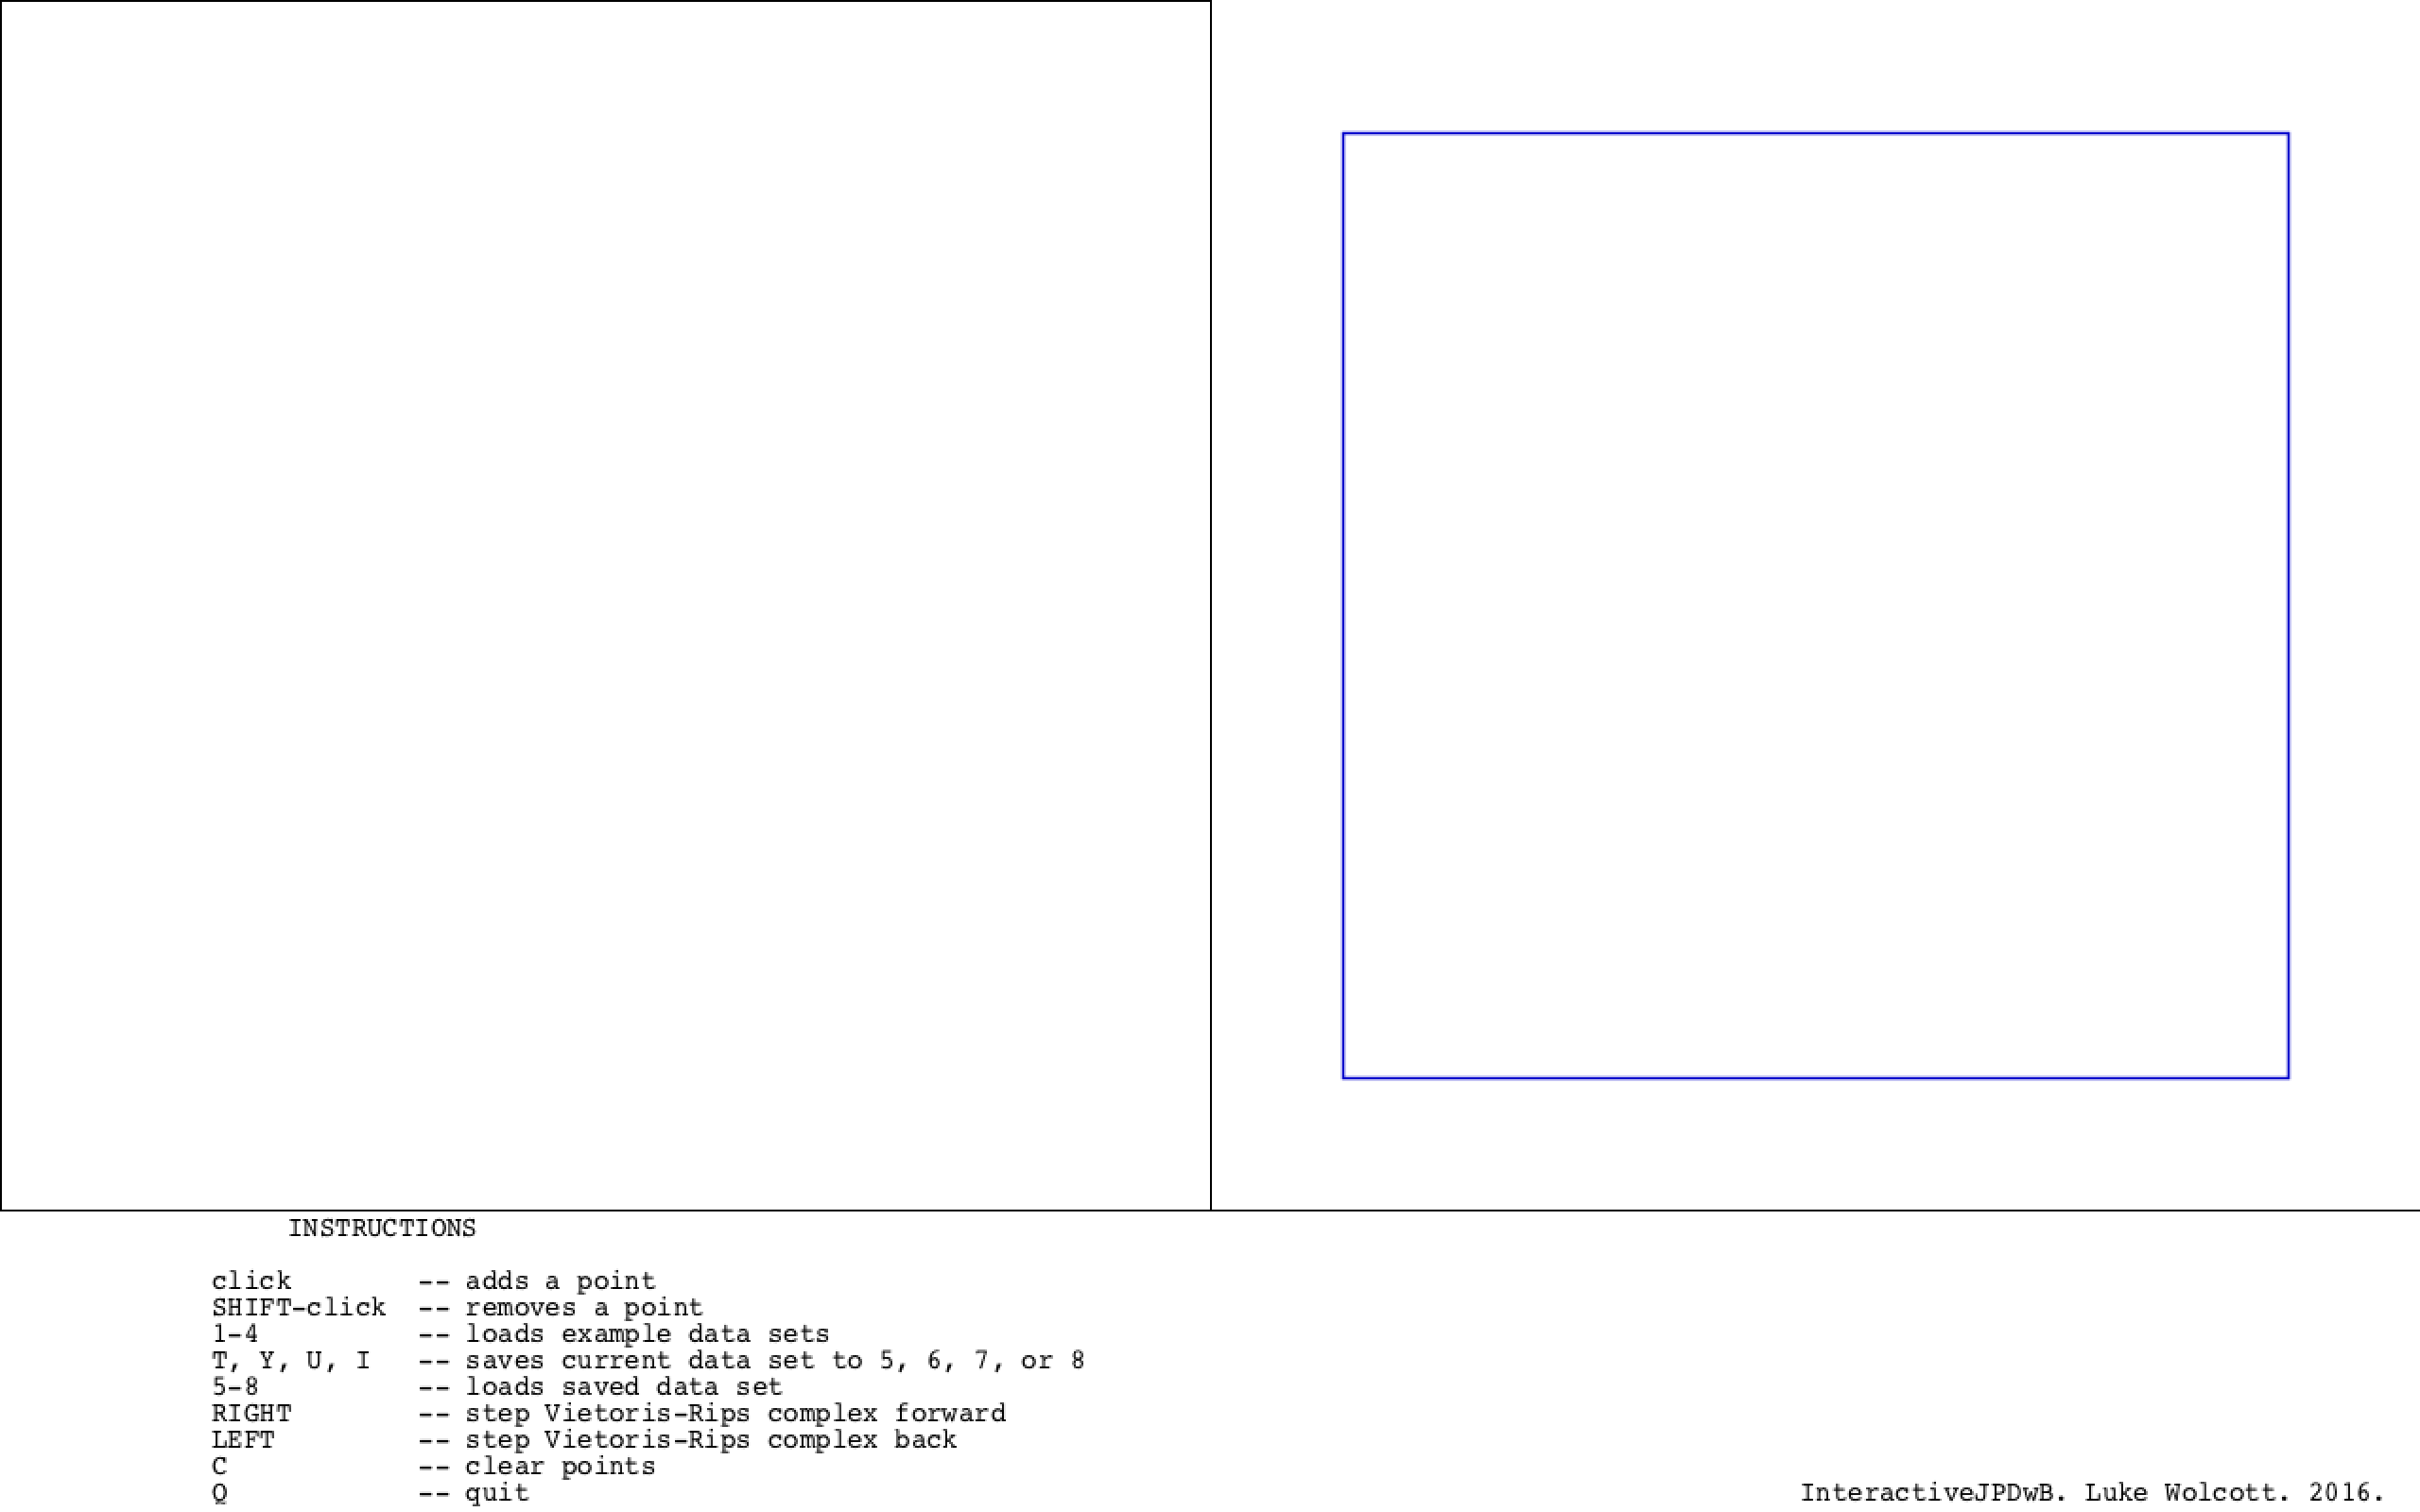 INSTRUCTIONS
click -- adds a point
SHIFT-click -- removes a point
1-4 -- loads example data sets
T, Y, U, I -- saves current data set to 5, 6, 7, or 8
5-8 -- loads saved data set
RIGHT -- step Vietoris-Rips complex forward
LEFT -- step Vietoris-Rips complex back
C -- clear points
Q -- quit
InteractiveJPDwB. Luke Wolcott. 2016.